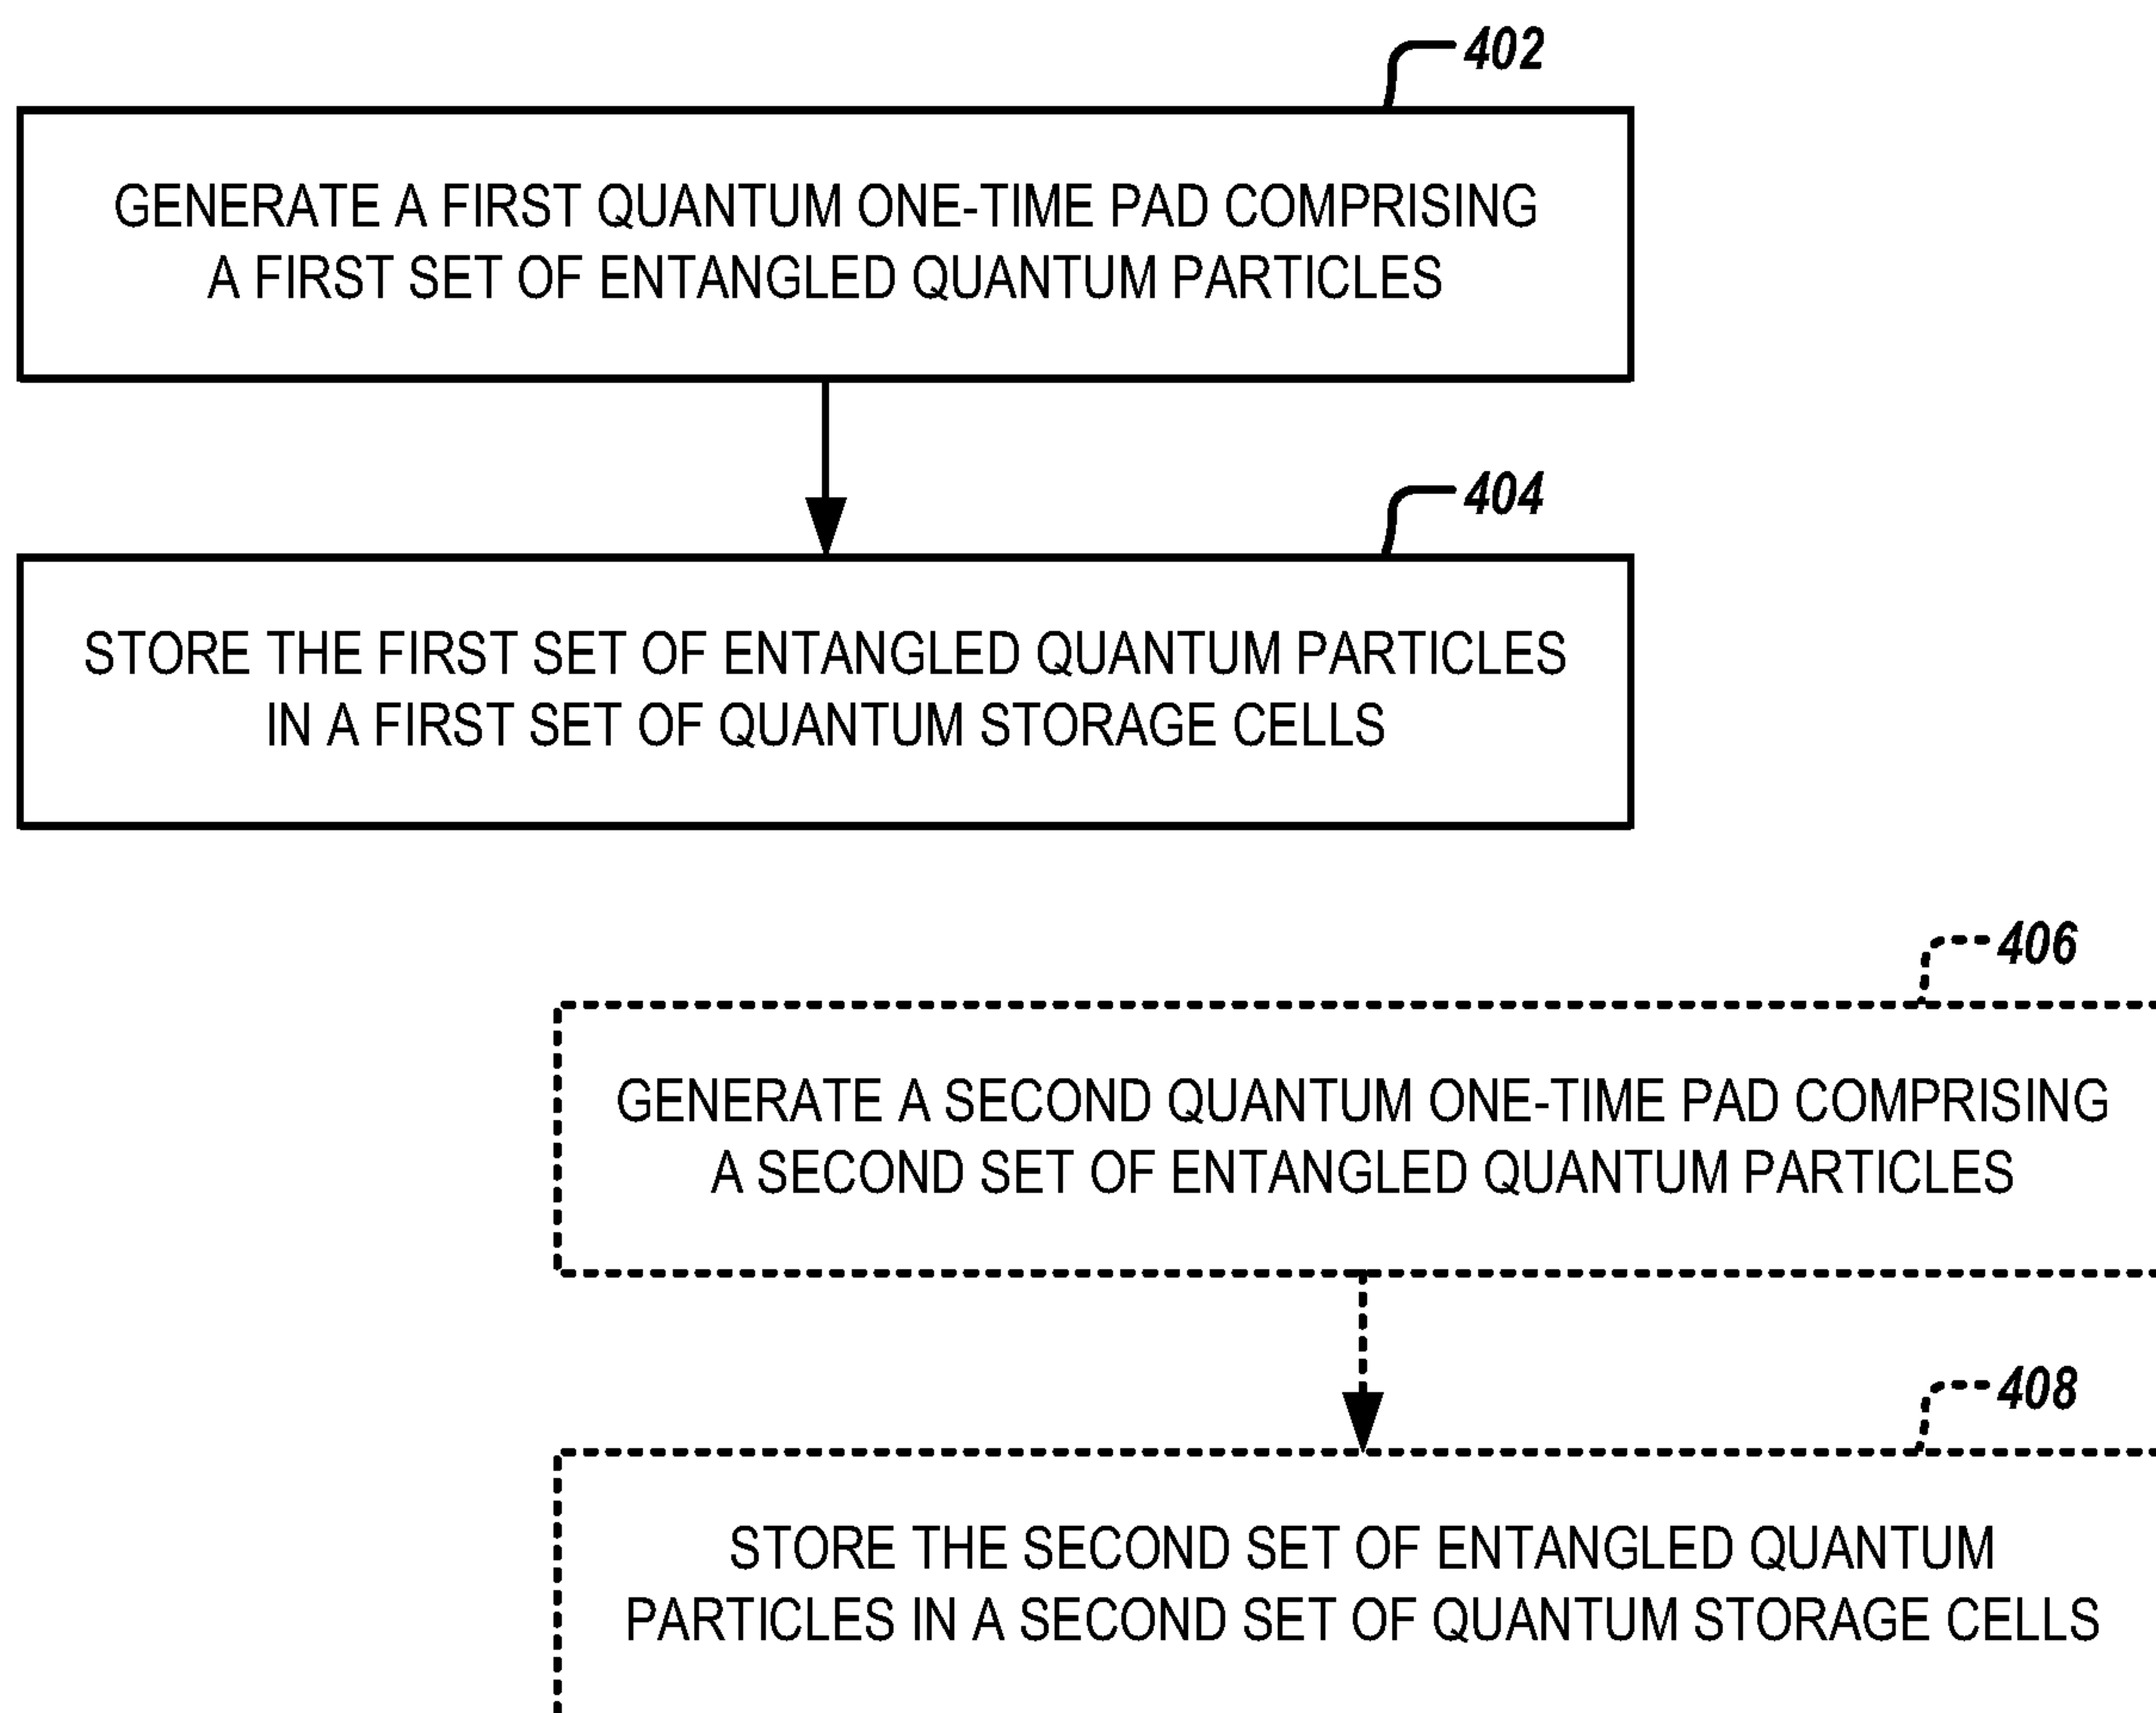 402
GENERATE A FIRST QUANTUM ONE-TIME PAD COMPRISING
A FIRST SET OF ENTANGLED QUANTUM PARTICLES
404
STORE THE FIRST SET OF ENTANGLED QUANTUM PARTICLES
IN A FIRST SET OF QUANTUM STORAGE CELLS
406
GENERATE A SECOND QUANTUM ONE-TIME PAD COMPRISING
A SECOND SET OF ENTANGLED QUANTUM PARTICLES
408
STORE THE SECOND SET OF ENTANGLED QUANTUM
PARTICLES IN A SECOND SET OF QUANTUM STORAGE CELLS